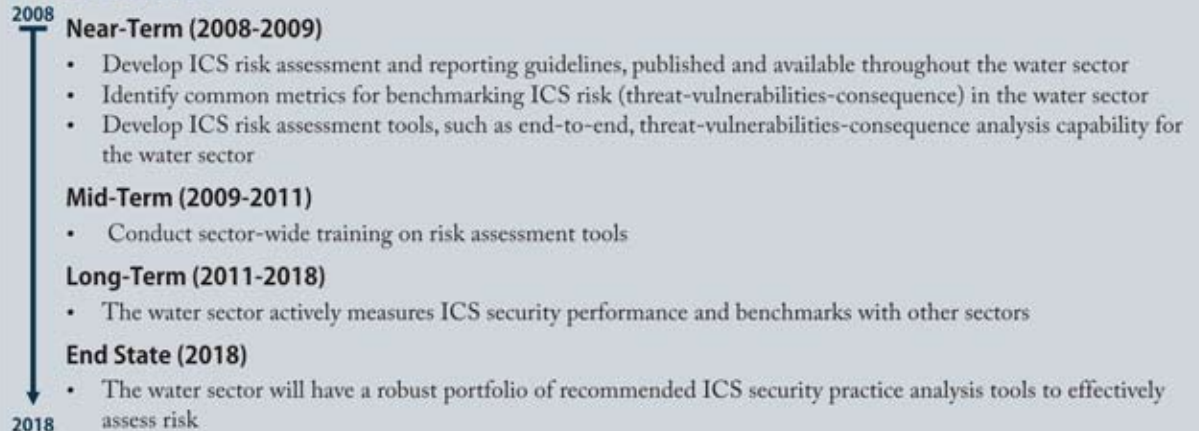 2008
Near-Term (2008-2009)
• Develop ICS risk assessment and reporting guidelines, published and available throughout the water sector
• Identify common metrics for benchmarking ICS risk (threat-vulnerabilities-consequence) in the water sector
• Develop ICS risk assessment tools, such as end-to-end, threat-vulnerabilities-consequence analysis capability for
the water sector
Mid-Term (2009-2011)
• Conduct sector-wide training on risk assessment tools
Long-Term (2011-2018)
• The water sector actively measures ICS security performance and benchmarks with other sectors
End State (2018)
• The water sector will have a robust portfolio of recommended ICS security practice analysis tools to effectively
assess risk
2018